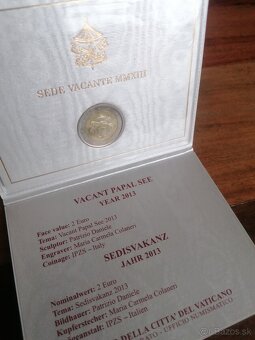 SEDE VACANTE MMXIII
VACANT PAPAL SEE
YEAR 2013
Face value: 2 Euro
Tema: Vacant Papal See 2013
Sculptor: Patrizio Daniele
Engraver: Maria Carmela Colaneri
Coinage: IPZS – Italy
SEDISVAKANZ
JAHR 2013
Nominalwert: 2 Euro
Tema: Sedisvakanz 2013
Bildhauer: Patrizio Daniele
Kupferstecher: Maria Carmela Colaneri
IPZS – Italien
DELLA CITTA' DEL VATICANO
UFFICIO NUMISMATICO
bazos.sk